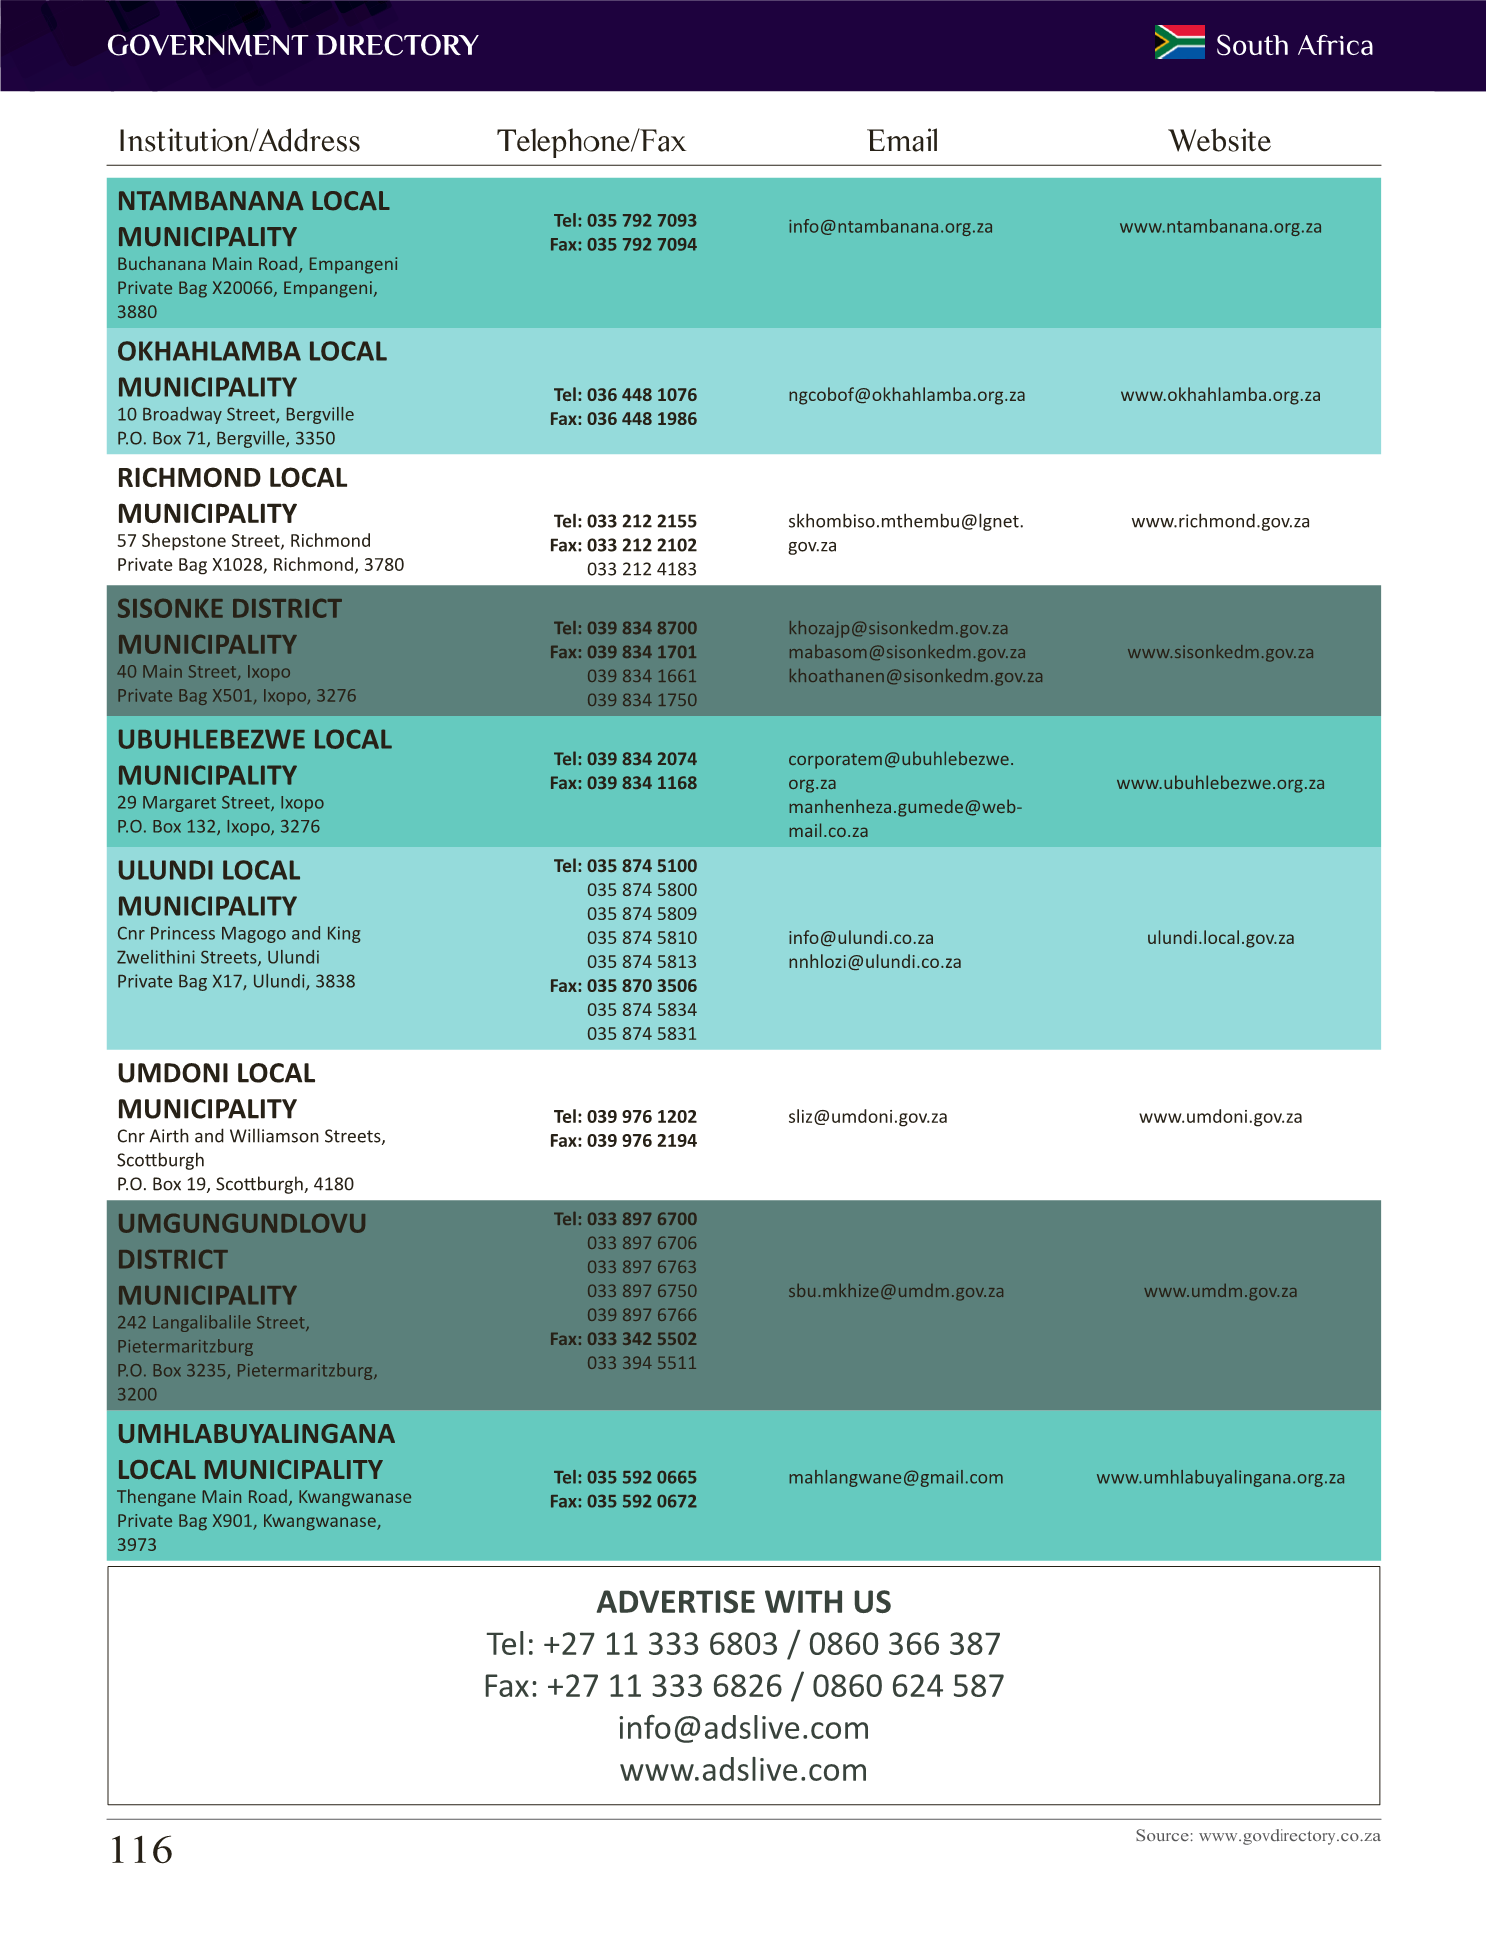 GOVERNMENT DIRECTORY
South Africa
Institution/Address
Telephone/Fax
Email
Website
NTAMBANANA LOCAL
MUNICIPALITY
Buchanana Main Road, Empangeni
Private Bag X20066, Empangeni,
3880
Tel: 035 792 7093
Fax: 035 792 7094
info@ntambanana.org.za
www.ntambanana.org.za
OKHAHLAMBA LOCAL
MUNICIPALITY
10 Broadway Street, Bergville
P.O. Box 71, Bergville, 3350
Tel: 036 448 1076
Fax: 036 448 1986
ngcobof@okhahlamba.org.za
www.okhahlamba.org.za
RICHMOND LOCAL
MUNICIPALITY
57 Shepstone Street, Richmond
Private Bag X1028, Richmond, 3780
Tel: 033 212 2155
Fax: 033 212 2102
033 212 4183
skhombiso.mthembu@lgnet.
gov.za
www.richmond.gov.za
SISONKE DISTRICT
MUNICIPALITY
40 Main Street, Ixopo
Private Bag X501, Ixopo, 3276
Tel: 039 834 8700
Fax: 039 834 1701
039 834 1661
039 834 1750
khozajp@sisonkedm.gov.za
mabasom@sisonkedm.gov.za
khoathanen@sisonkedm.gov.za
www.sisonkedm.gov.za
UBUHLEBEZWE LOCAL
MUNICIPALITY
29 Margaret Street, Ixopo
P.O. Box 132, Ixopo, 3276
Tel: 039 834 2074
Fax: 039 834 1168
corporatem@ubuhlebezwe.
org.za
manhenheza.gumede@web-
mail.co.za
www.ubuhlebezwe.org.za
ULUNDI LOCAL
MUNICIPALITY
Cnr Princess Magogo and King
Zwelithini Streets, Ulundi
Private Bag X17, Ulundi, 3838
Tel: 035 874 5100
035 874 5800
035 874 5809
035 874 5810
035 874 5813
Fax: 035 870 3506
035 874 5834
035 874 5831
info@ulundi.co.za
nnhlozi@ulundi.co.za
ulundi.local.gov.za
UMDONI LOCAL
MUNICIPALITY
Cnr Airth and Williamson Streets,
Scottburgh
P.O. Box 19, Scottburgh, 4180
Tel: 039 976 1202
Fax: 039 976 2194
sliz@umdoni.gov.za
www.umdoni.gov.za
UMGUNGUNDLOVU
DISTRICT
MUNICIPALITY
242 Langalibalile Street,
Pietermaritzburg
P.O. Box 3235, Pietermaritzburg,
3200
Tel: 033 897 6700
033 897 6706
033 897 6763
033 897 6750
039 897 6766
Fax: 033 342 5502
033 394 5511
sbu.mkhize@umdm.gov.za
www.umdm.gov.za
UMHLABUYALINGANA
LOCAL MUNICIPALITY
Thengane Main Road, Kwangwanase
Private Bag X901, Kwangwanase,
3973
Tel: 035 592 0665
Fax: 035 592 0672
mahlangwane@gmail.com
www.umhlabuyalingana.org.za
ADVERTISE WITH US
Tel: +27 11 333 6803 / 0860 366 387
Fax: +27 11 333 6826 / 0860 624 587
info@adslive.com
www.adslive.com
116
Source: www.govdirectory.co.za